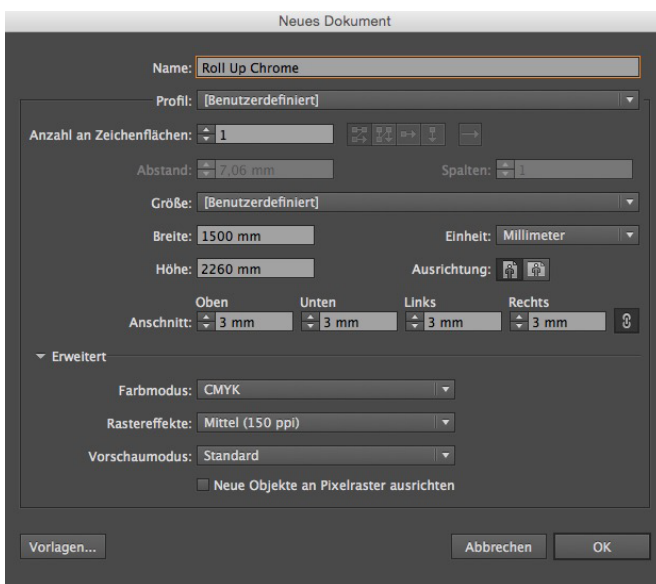 Neues Dokument
Name: Roll Up Chrome
Profil: [Benutzerdefiniert]
Anzahl an Zeichenflächen: 1
Abstand: 7,06 mm Spalten: 1
Größe: [Benutzerdefiniert]
Breite: 1500 mm Einheit: Millimeter
Höhe: 2260 mm Ausrichtung:
Oben Unten Links Rechts
Anschnitt: 3 mm 3 mm 3 mm 3 mm
Erweitert
Farbmodus: CMYK
Rastereffekte: Mittel (150 ppi)
Vorschaumodus: Standard
Neue Objekte an Pixelraster ausrichten
Vorlagen... Abbrechen OK